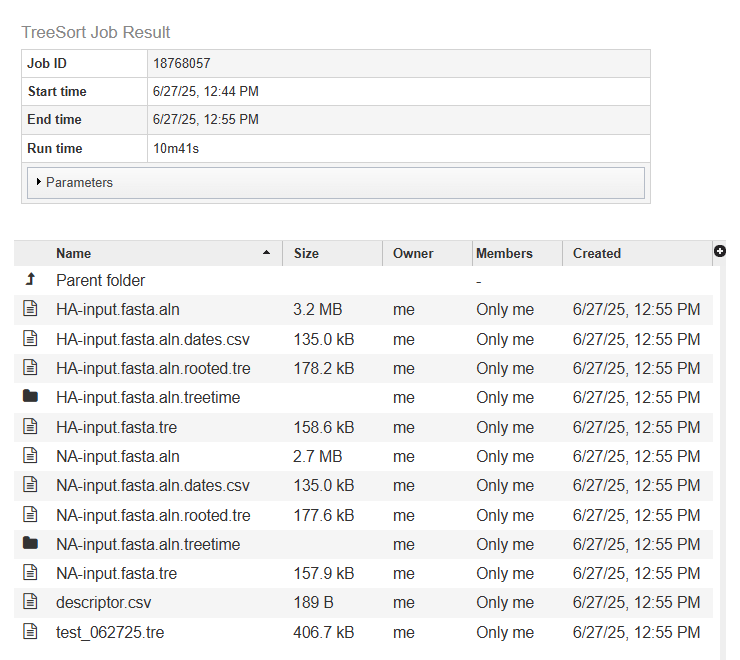 TreeSort Job Result
Job ID 18768057
Start time 6/27/25, 12:44 PM
End time 6/27/25, 12:55 PM
Run time 10m41s
Parameters
Name Size Owner Members Created
Parent folder -
HA-input.fasta.aln 3.2 MB me Only me 6/27/25, 12:55 PM
HA-input.fasta.aln.dates.csv 135.0 kB me Only me 6/27/25, 12:55 PM
HA-input.fasta.aln.rooted.tre 178.2 kB me Only me 6/27/25, 12:55 PM
HA-input.fasta.aln.treetime me Only me 6/27/25, 12:55 PM
HA-input.fasta.tre 158.6 kB me Only me 6/27/25, 12:55 PM
NA-input.fasta.aln 2.7 MB me Only me 6/27/25, 12:55 PM
NA-input.fasta.aln.dates.csv 135.0 kB me Only me 6/27/25, 12:55 PM
NA-input.fasta.aln.rooted.tre 177.6 kB me Only me 6/27/25, 12:55 PM
NA-input.fasta.aln.treetime me Only me 6/27/25, 12:55 PM
NA-input.fasta.tre 157.9 kB me Only me 6/27/25, 12:55 PM
descriptor.csv 189 B me Only me 6/27/25, 12:55 PM
test_062725.tre 406.7 kB me Only me 6/27/25, 12:55 PM